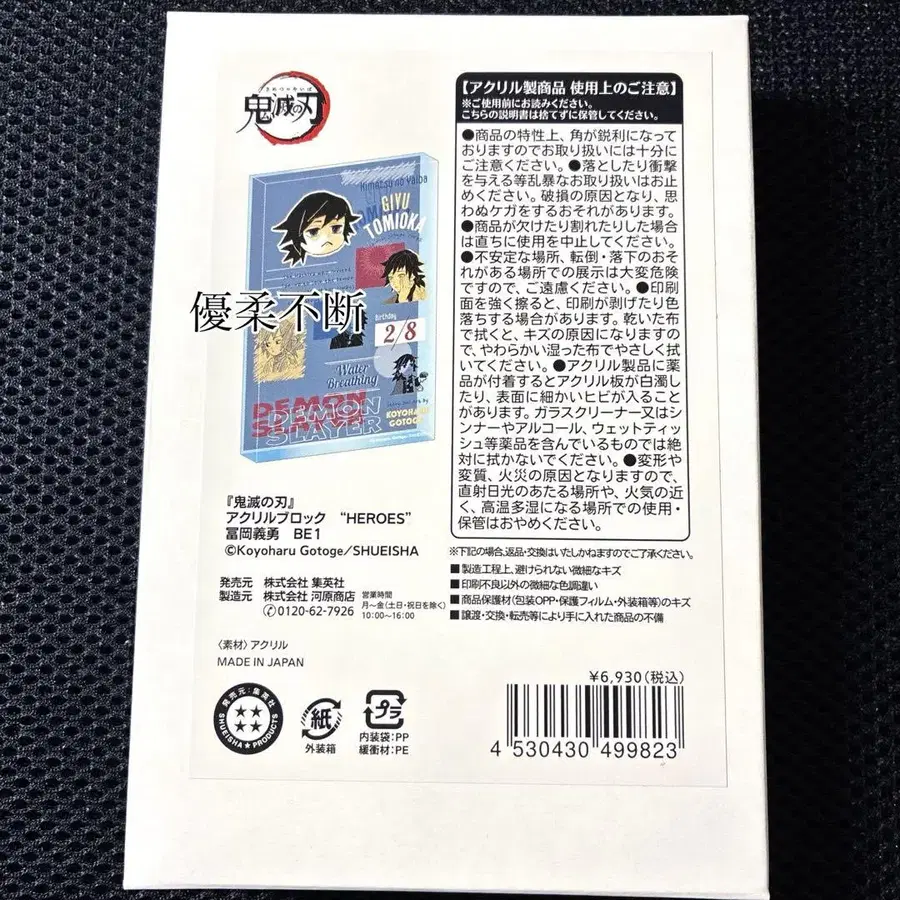 きめつのやいば
鬼滅の刃
Kimetsu no Yaiba
GIYU
TOMIOKA
Birthday
2/8
Water
Breathing
DEMON
SLAYER
DEMON
SLAYER
KOYOHARU
GOTOGE
優柔不断
『鬼滅の刃』
アクリルブロック “HEROES”
冨岡義勇 BE1
©Koyoharu Gotoge／SHUEISHA
発売元 株式会社 集英社
製造元 株式会社 河原商店
0120-62-7926
営業時間
月〜金(土日・祝日を除く)
10:00〜16:00
〈素材〉アクリル
MADE IN JAPAN
発売元:集英社
SHUEISHA★PRODUCTS
紙
外装箱
プラ
内装袋:PP
緩衝材:PE
【アクリル製商品 使用上のご注意】
※ご使用前にお読みください。
こちらの説明書は捨てずに保管してください。
●商品の特性上、角が鋭利になって
おりますのでお取り扱いには十分に
ご注意ください。●落としたり衝撃
を与える等乱暴なお取り扱いはお止
めください。破損の原因となり、思
わぬケガをするおそれがあります。
●商品が欠けたり割れたりした場合
は直ちに使用を中止してください。
●不安定な場所、転倒・落下のおそ
れがある場所での展示は大変危険
ですので、ご遠慮ください。●印刷
面を強く擦ると、印刷が剥げたり色
落ちする場合があります。乾いた布
で拭くと、キズの原因になりますの
で、やわらかい湿った布でやさしく拭
いてください。●アクリル製品に薬
品が付着するとアクリル板が白濁し
たり、表面に細かいヒビが入ること
があります。ガラスクリーナー又はシ
ンナーやアルコール、ウェットティッ
シュ等薬品を含んでいるものでは絶
対に拭かないでください。●変形や
変質、火災の原因となりますので、
直射日光のあたる場所や、火気の近
く、高温多湿になる場所での使用・
保管はおやめください。
※下記の場合、返品・交換はいたしかねますのでご了承ください。
■製造工程上、避けられない微細なキズ
■印刷不良以外の微細な色調違い
■商品保護材(包装OPP・保護フィルム・外装箱等)のキズ
■譲渡・交換・転売等により手に入れた商品の不備
¥6,930(税込)
4 530430 499823